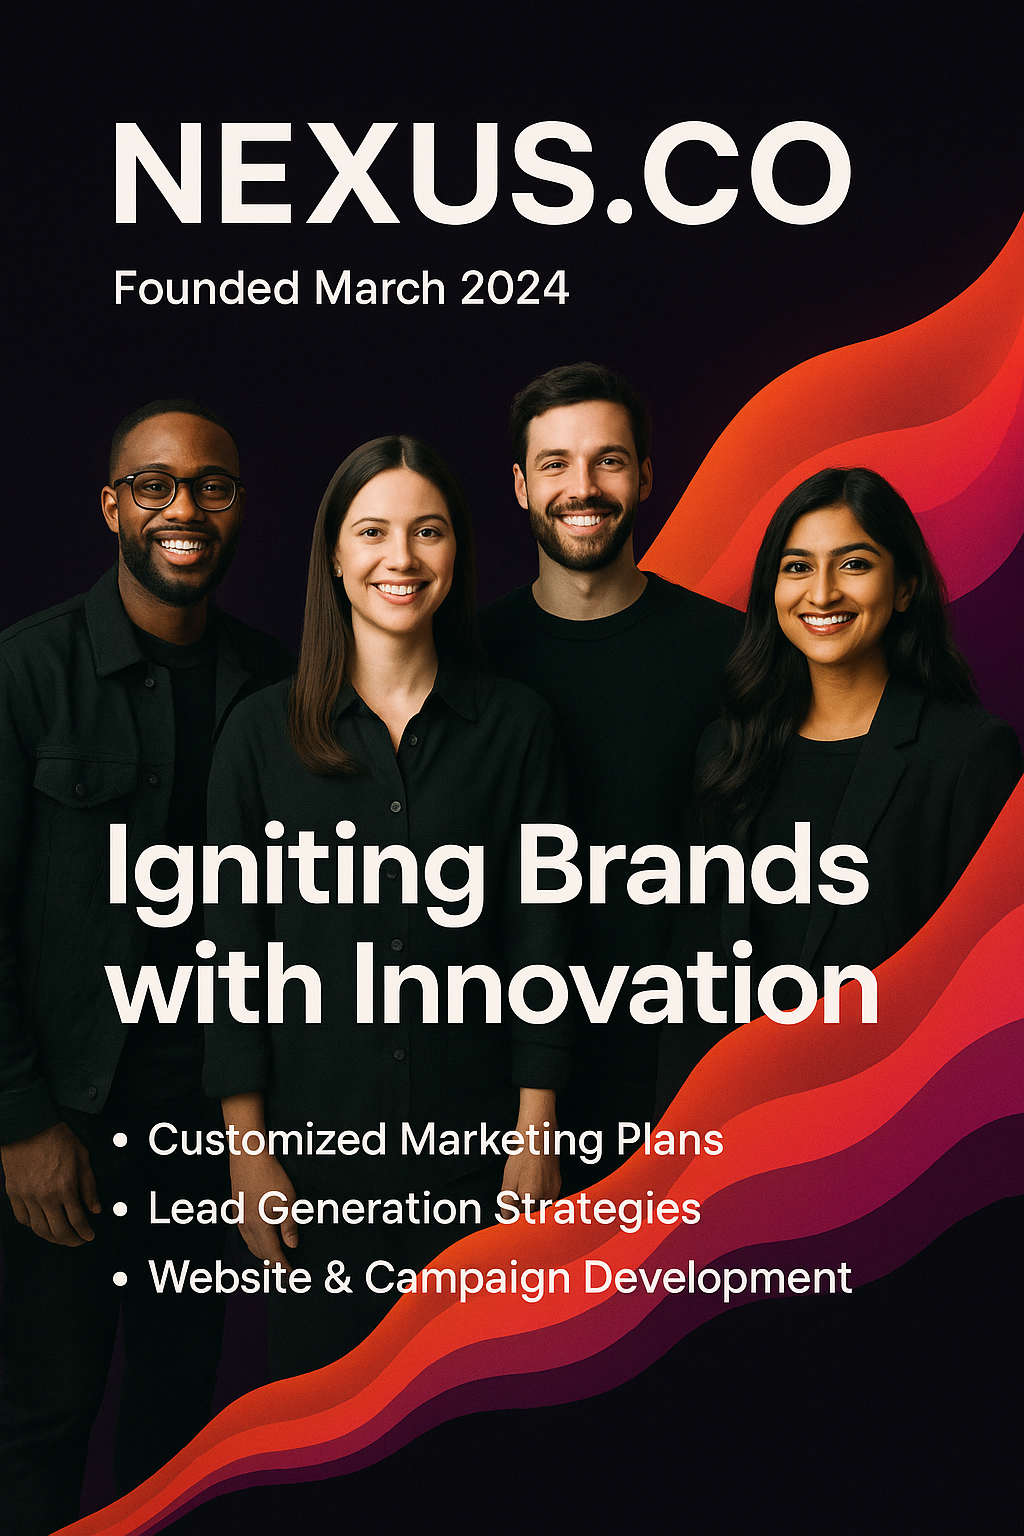 NEXUS.CO
Founded March 2024
Igniting Brands
with Innovation
• Customized Marketing Plans
• Lead Generation Strategies
• Website & Campaign Development